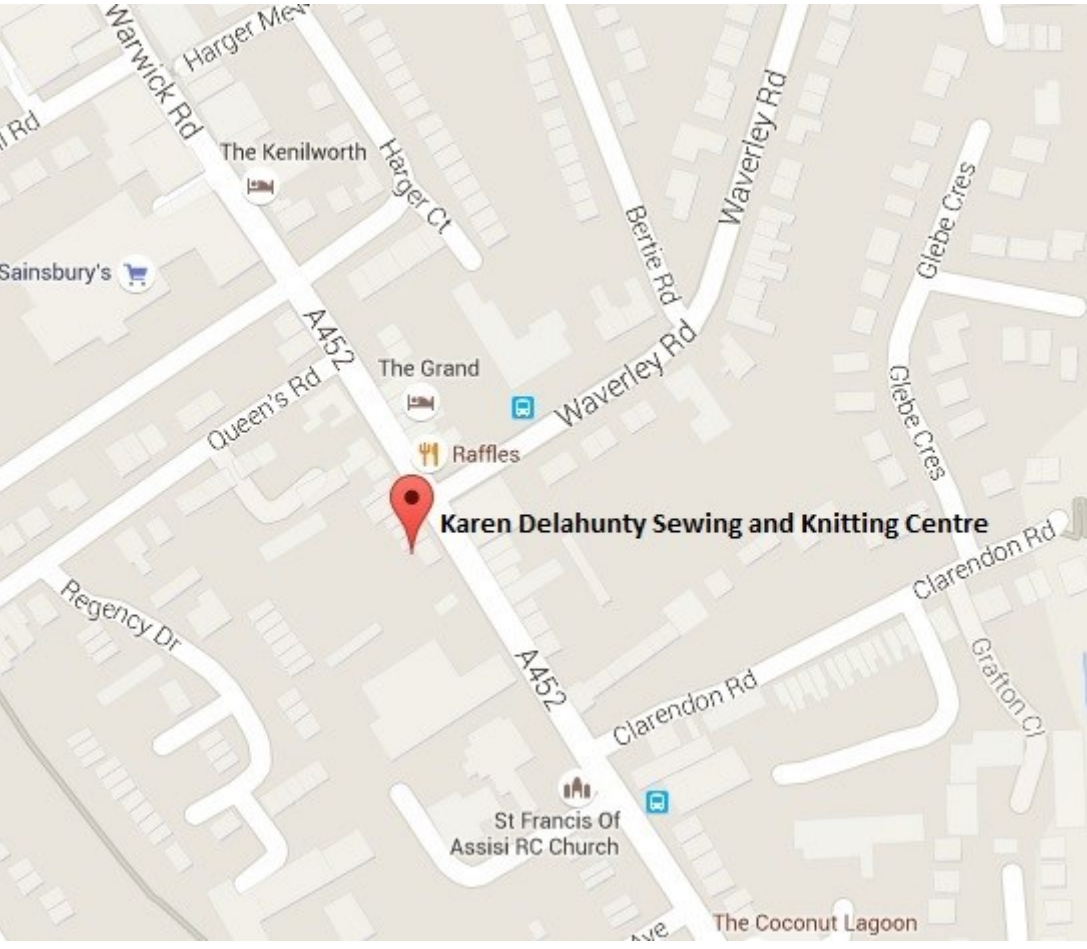 Warwick Rd
Harger Mew
The Kenilworth
Harger Ct
Waverley Rd
Bertie Rd
Glebe Cres
Sainsbury's
A452
The Grand
Queen's Rd
Waverley Rd
Glebe Cres
Raffles
Karen Delahunty Sewing and Knitting Centre
Clarendon Rd
Regency Dr
A452
Clarendon Rd
Grafton Cl
St Francis Of
Assisi RC Church
The Coconut Lagoon
Ave